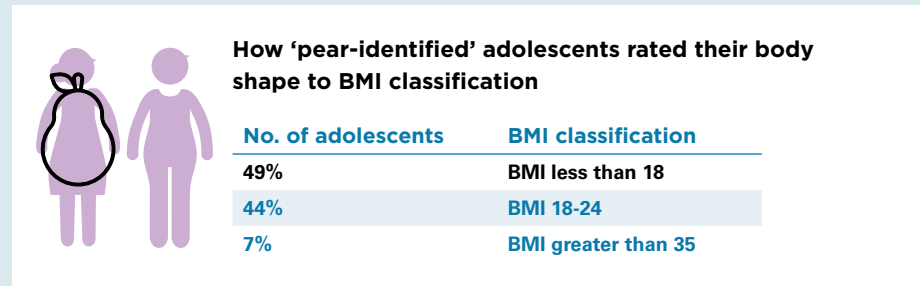 How ‘pear-identified’ adolescents rated their body
shape to BMI classification
No. of adolescents BMI classification
49% BMI less than 18
44% BMI 18-24
7% BMI greater than 35